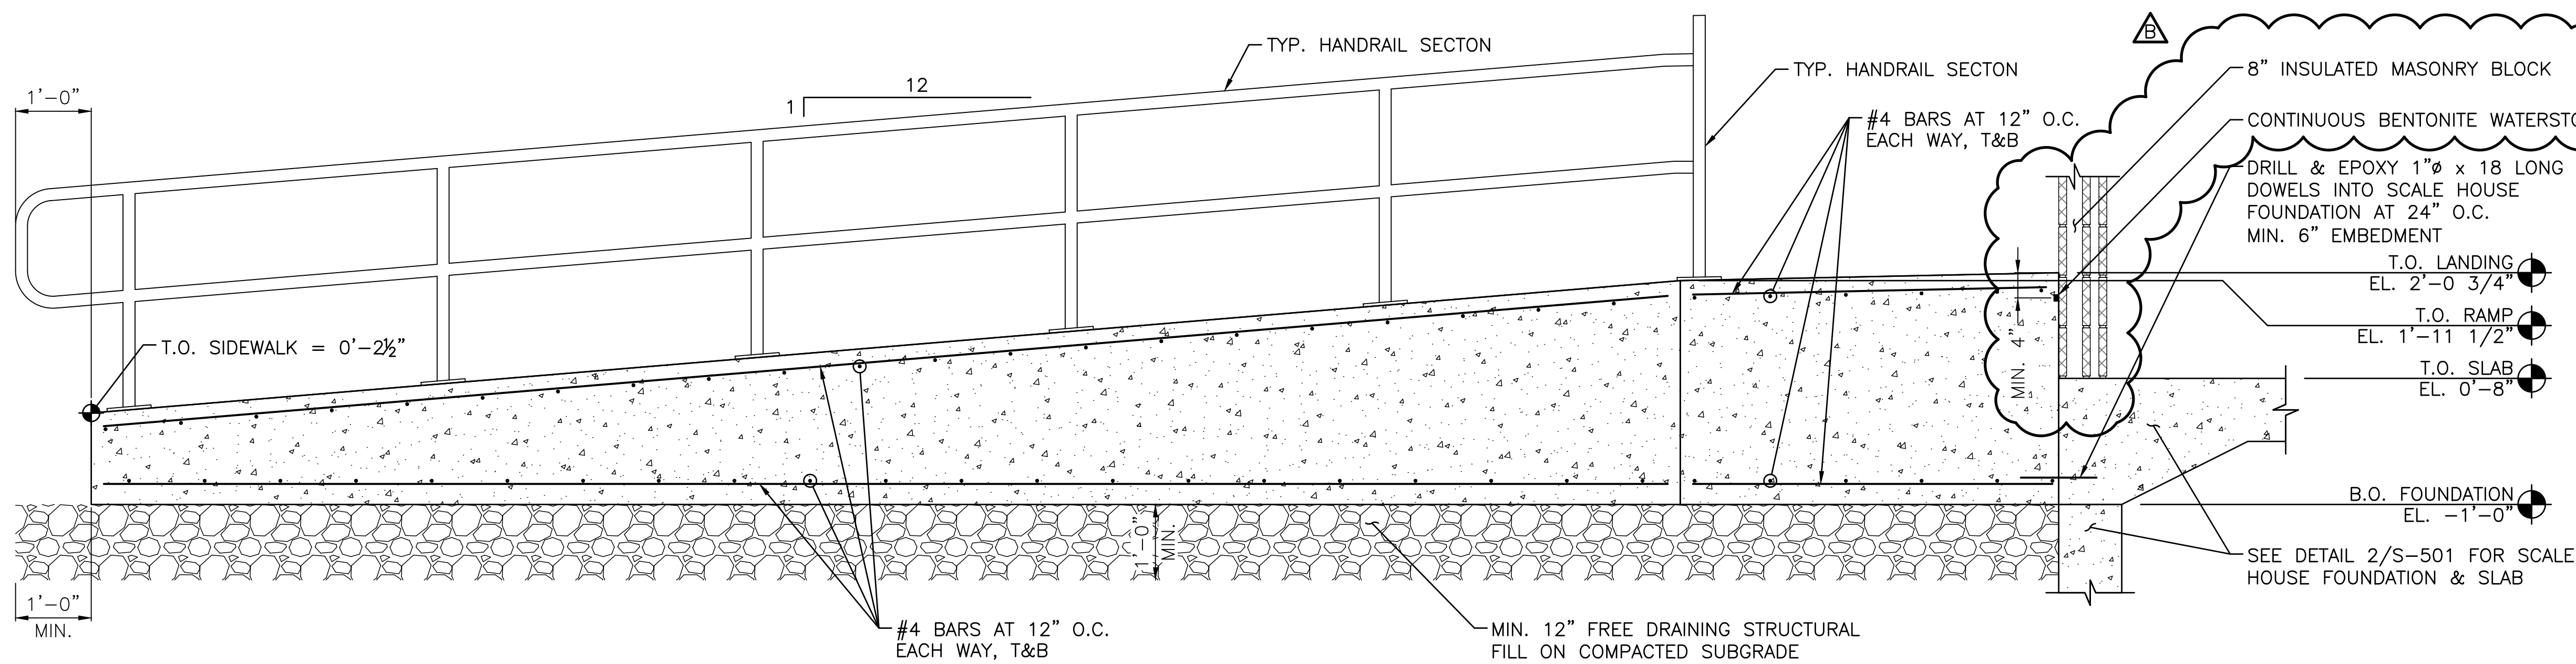 1'-0"
12
1
TYP. HANDRAIL SECTON
TYP. HANDRAIL SECTON
#4 BARS AT 12" O.C.
EACH WAY, T&B
B
8" INSULATED MASONRY BLOCK
CONTINUOUS BENTONITE
DRILL & EPOXY 1"ø x 18 LONG
DOWELS INTO SCALE HOUSE
FOUNDATION AT 24" O.C.
MIN. 6" EMBEDMENT
T.O. LANDING
EL. 2'-0 3/4"
T.O. RAMP
EL. 1'-11 1/2"
T.O. SLAB
EL. 0'-8"
MIN. 4"
T.O. SIDEWALK = 0'-2½"
B.O. FOUNDATION
EL. -1'-0"
1'-0"
MIN.
SEE DETAIL 2/S-501 FOR SCALE
HOUSE FOUNDATION & SLAB
1'-0"
MIN.
#4 BARS AT 12" O.C.
EACH WAY, T&B
MIN. 12" FREE DRAINING STRUCTURAL
FILL ON COMPACTED SUBGRADE